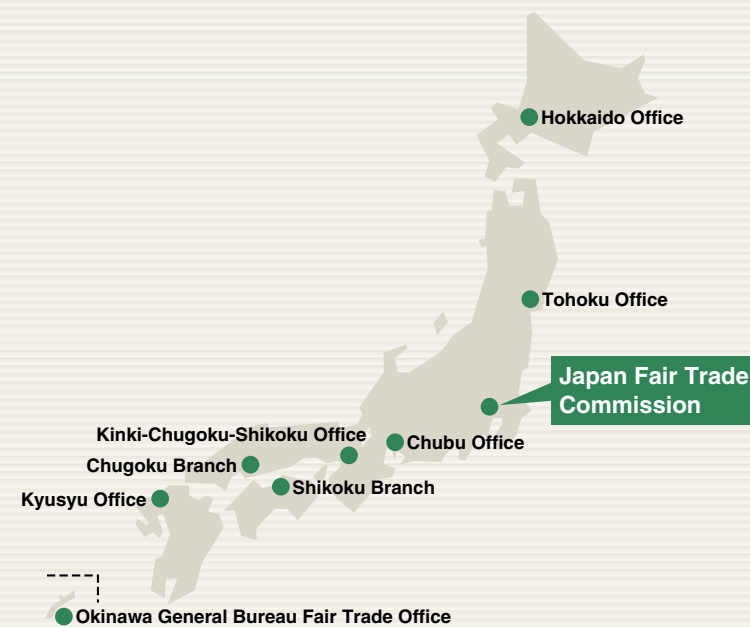 Hokkaido Office
Tohoku Office
Japan Fair Trade
Commission
Kinki-Chugoku-Shikoku Office
Chubu Office
Chugoku Branch
Shikoku Branch
Kyusyu Office
Okinawa General Bureau Fair Trade Office